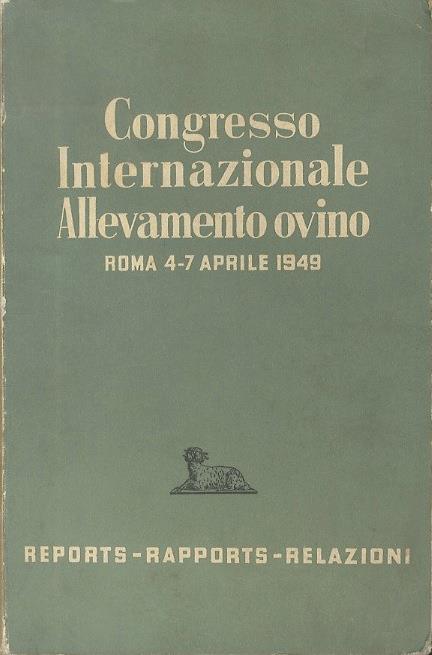 Congresso
Internazionale
Allevamento ovino
ROMA 4-7 APRILE 1949
REPORTS-RAPPORTS-RELAZIONI